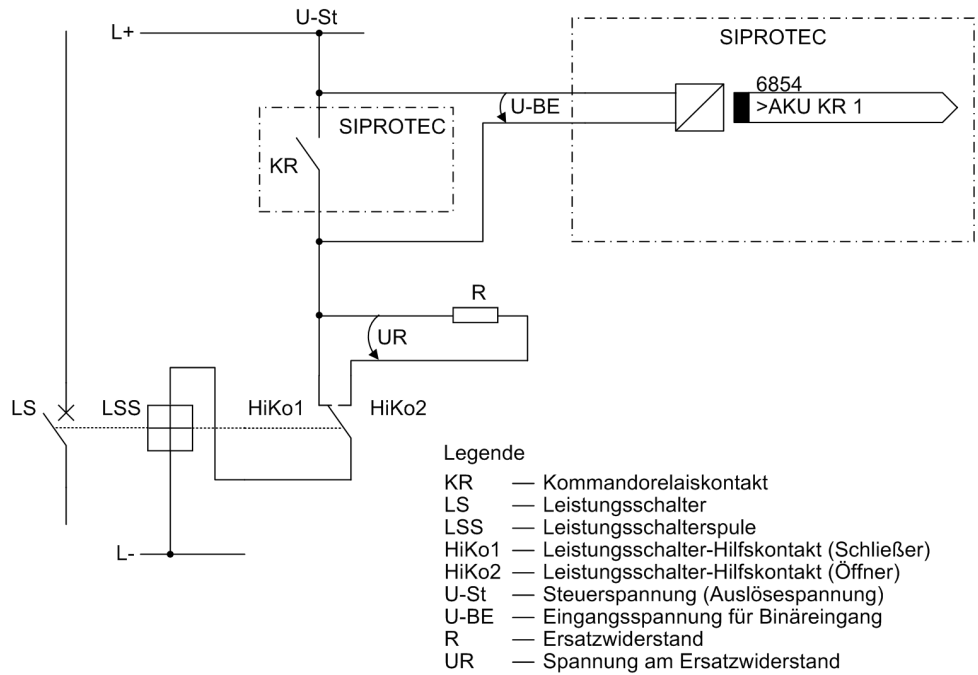 U-St
L+
SIPROTEC
6854
>AKU KR 1
U-BE
SIPROTEC
KR
R
UR
LS
LSS
HiKo1
HiKo2
L-
Legende
KR — Kommandorelaiskontakt
LS — Leistungsschalter
LSS — Leistungsschalterspule
HiKo1 — Leistungsschalter-Hilfskontakt (Schließer)
HiKo2 — Leistungsschalter-Hilfskontakt (Öffner)
U-St — Steuerspannung (Auslösespannung)
U-BE — Eingangsspannung für Binäreingang
R — Ersatzwiderstand
UR — Spannung am Ersatzwiderstand